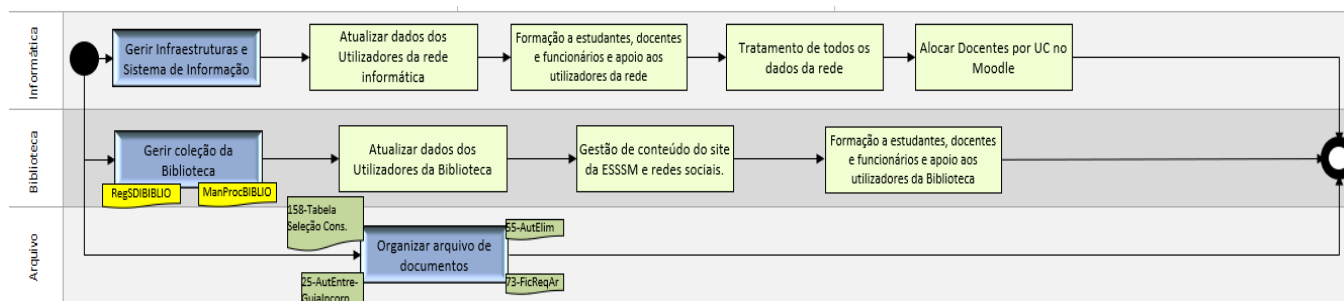 Informática
Gerir Infraestruturas e
Sistema de Informação
Atualizar dados dos
Utilizadores da rede
informática
Formação a estudantes, docentes
e funcionários e apoio aos
utilizadores da rede
Tratamento de todos os
dados da rede
Alocar Docentes por UC no
Moodle
Biblioteca
Gerir coleção da
Biblioteca
RegSDIBIBLIO
ManProcBIBLIO
Atualizar dados dos
Utilizadores da Biblioteca
Gestão de conteúdo do site
da ESSSM e redes sociais.
Formação a estudantes, docentes
e funcionários e apoio aos
utilizadores da Biblioteca
Arquivo
158-Tabela
Seleção Cons.
25-AutEntre-
GuiaIncorp
Organizar arquivo de
documentos
55-AutElim
73-FicReqAr